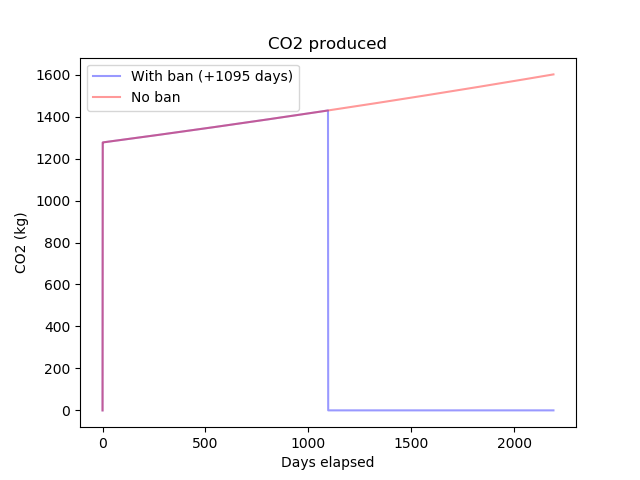 CO2 produced
With ban (+1095 days)
No ban
CO2 (kg)
1600
1400
1200
1000
800
600
400
200
0
0 500 1000 1500 2000
Days elapsed